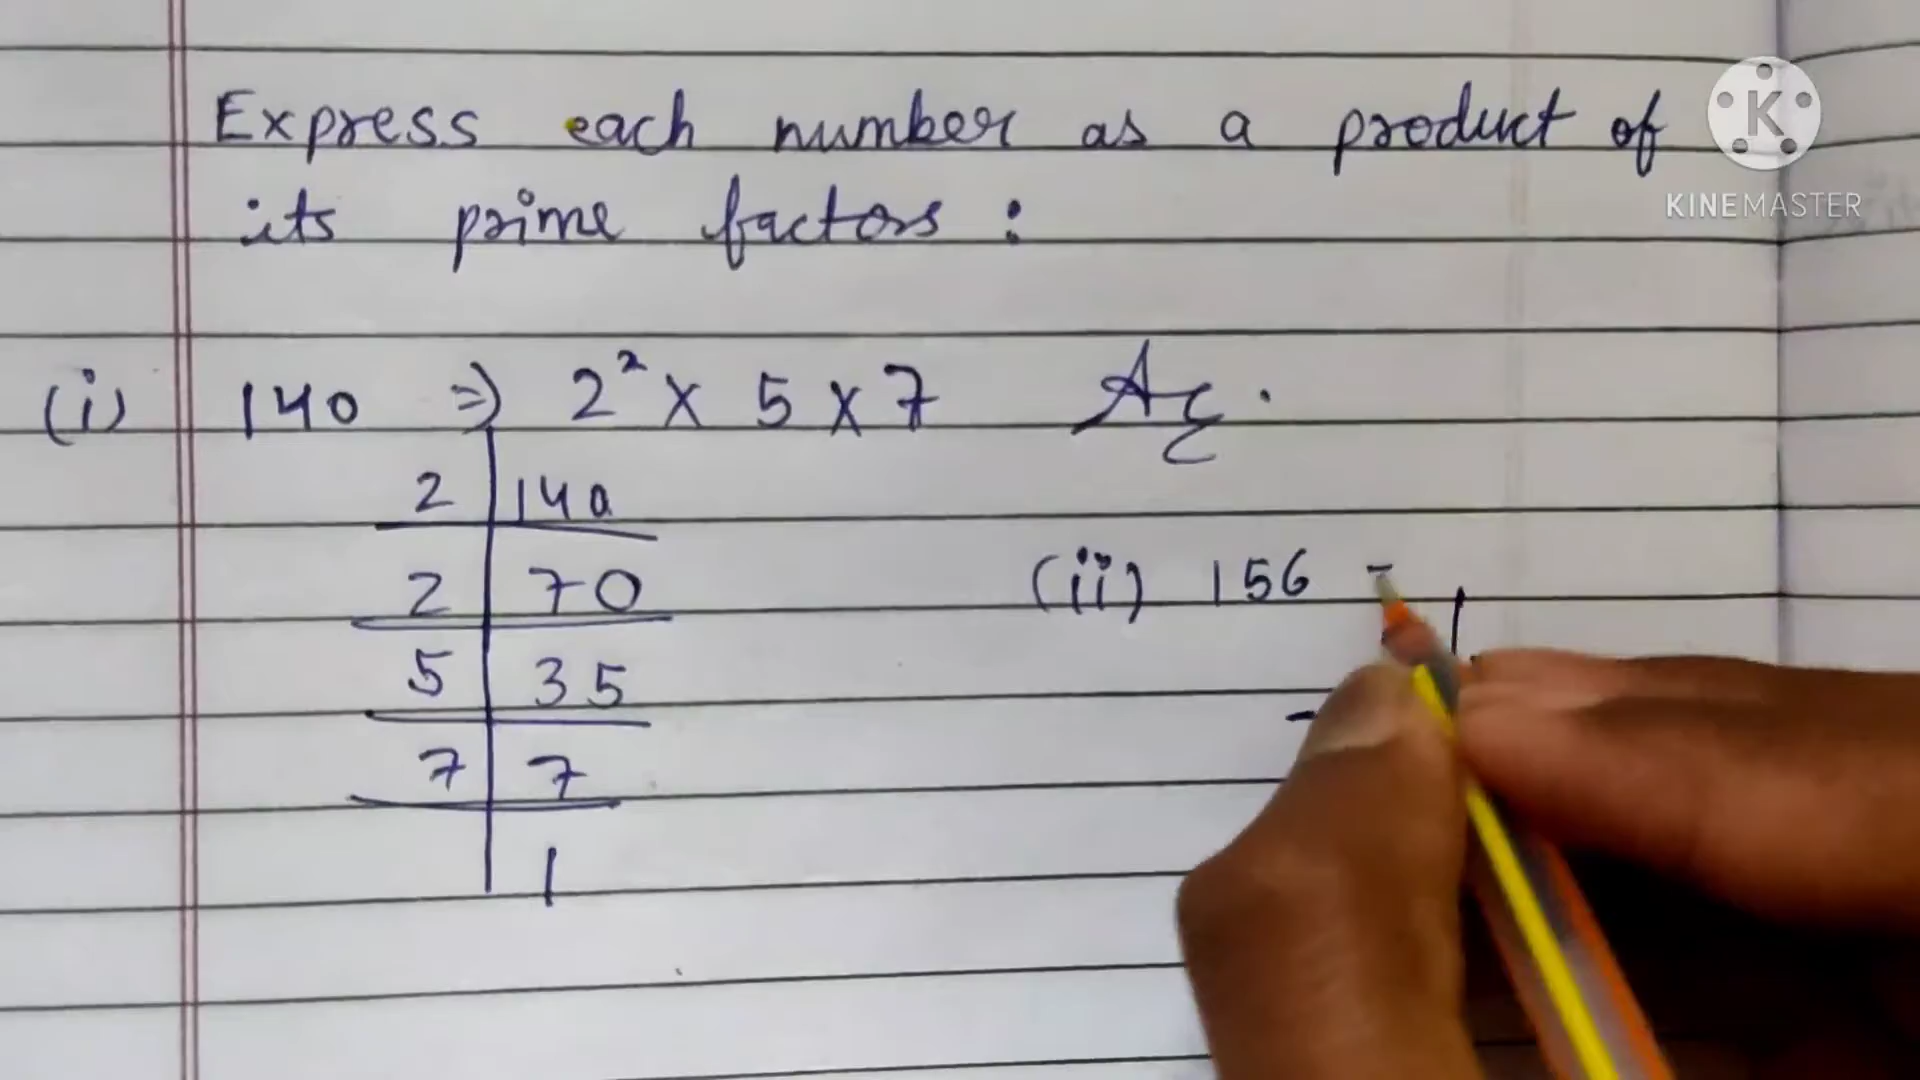 Express each number as a product of
its prime factors :
(i) 140 => 2² x 5 x 7
2 140
2 70
5 35
7 7
1
(ii) 156
K
KINEMASTER